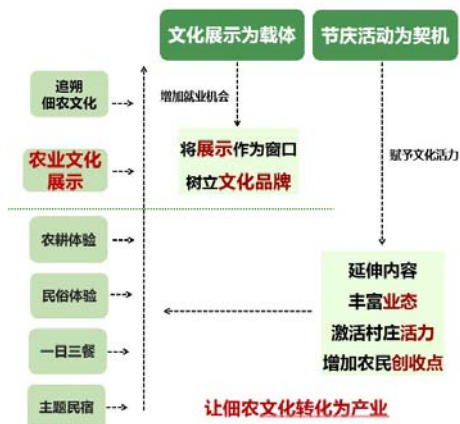 文化展示为载体
节庆活动为契机
追朔
佃农文化
增加就业机会
农业文化
展示
将展示作为窗口
树立文化品牌
赋予文化活力
农耕体验
民俗体验
一日三餐
主题民宿
延伸内容
丰富业态
激活村庄活力
增加农民创收点
让佃农文化转化为产业